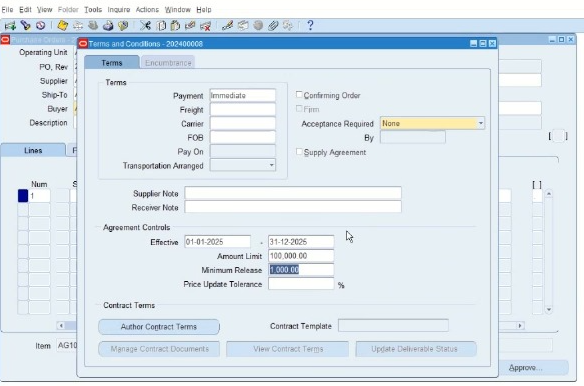 File Edit View Folder Tools Inquire Actions Window Help
Purchase Orders
Terms and Conditions - 202400008
Operating Unit
PO, Rev
Supplier
Ship-To
Buyer
Description
[ ]
Terms Encumbrance
Terms
Payment Immediate
Freight
Carrier
FOB
Pay On
Transportation Arranged
Confirming Order
Firm
Acceptance Required None
By
Supply Agreement
Supplier Note
Receiver Note
Agreement Controls
Effective 01-01-2025 - 31-12-2025
Amount Limit 100,000.00
Minimum Release 1,000.00
Price Update Tolerance %
Contract Terms
Author Contract Terms Contract Template
Manage Contract Documents View Contract Terms Update Deliverable Status
Lines
Num
[ ]
1
Item AG10
Approve...